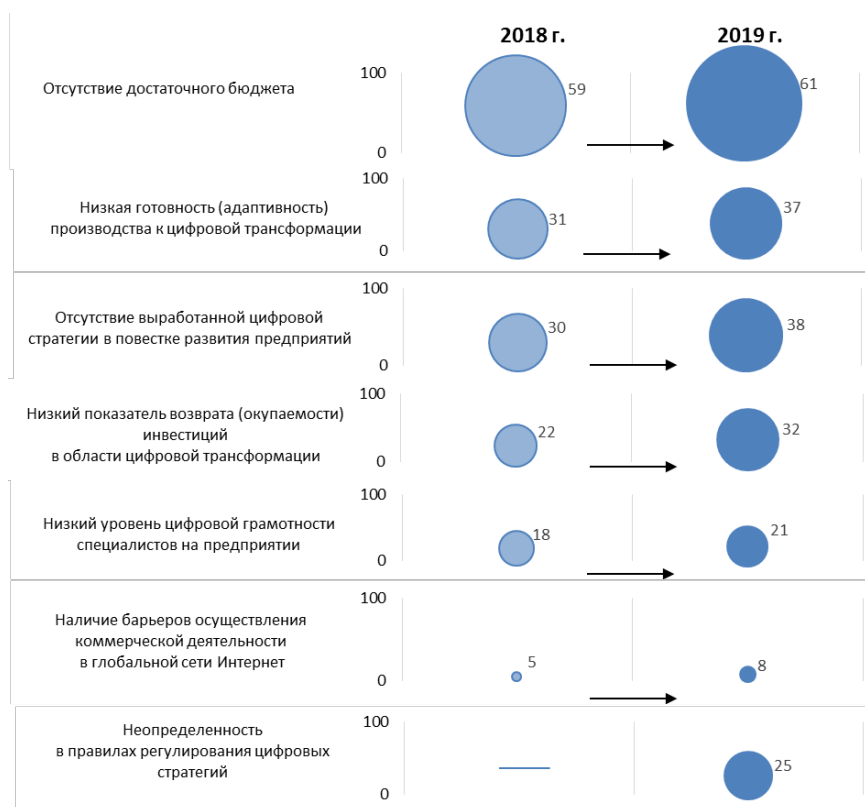 2018 г.
2019 г.
Отсутствие достаточного бюджета
100
0
59
61
Низкая готовность (адаптивность)
производства к цифровой трансформации
100
0
31
37
Отсутствие выработанной цифровой
стратегии в повестке развития предприятий
100
0
30
38
Низкий показатель возврата (окупаемости)
инвестиций
в области цифровой трансформации
100
0
22
32
Низкий уровень цифровой грамотности
специалистов на предприятии
100
0
18
21
Наличие барьеров осуществления
коммерческой деятельности
в глобальной сети Интернет
100
0
5
8
Неопределенность
в правилах регулирования цифровых
стратегий
100
0
25